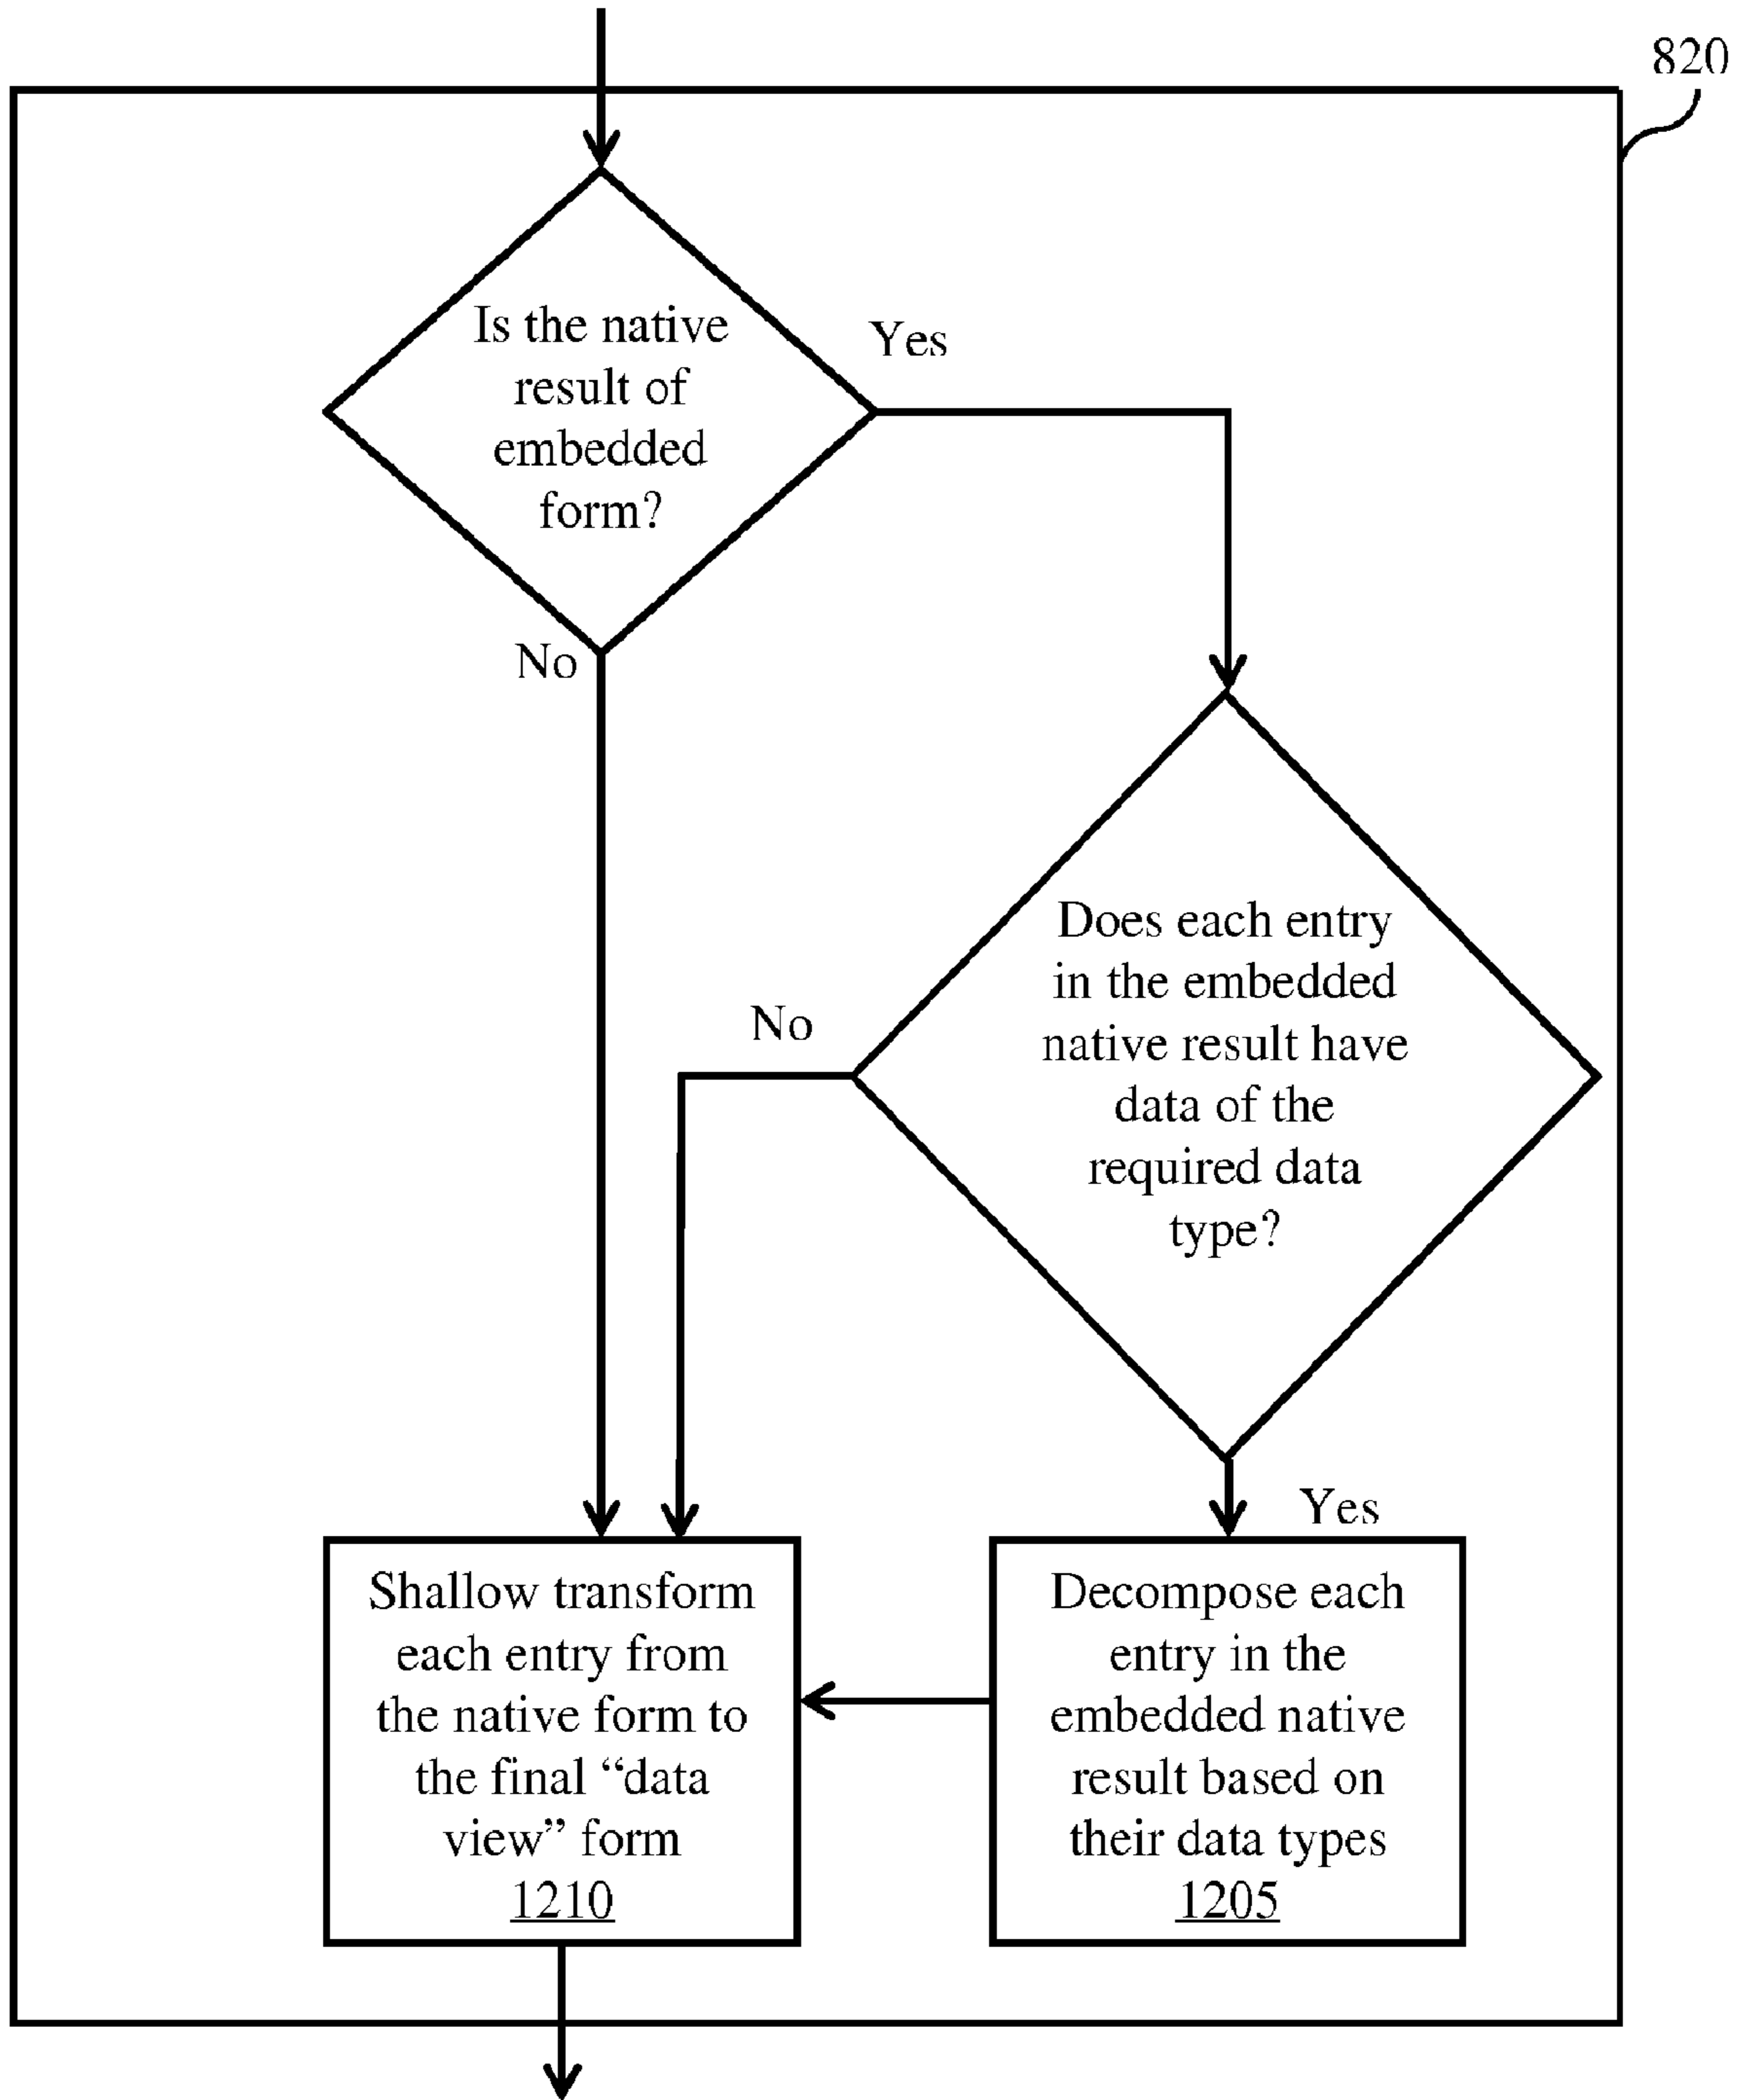 820
Is the native
result of
embedded
form?
Yes
No
Does each entry
in the embedded
native result have
data of the
required data
type?
No
Yes
Shallow transform
each entry from
the native form to
the final “data
view” form
1210
Decompose each
entry in the
embedded native
result based on
their data types
1205